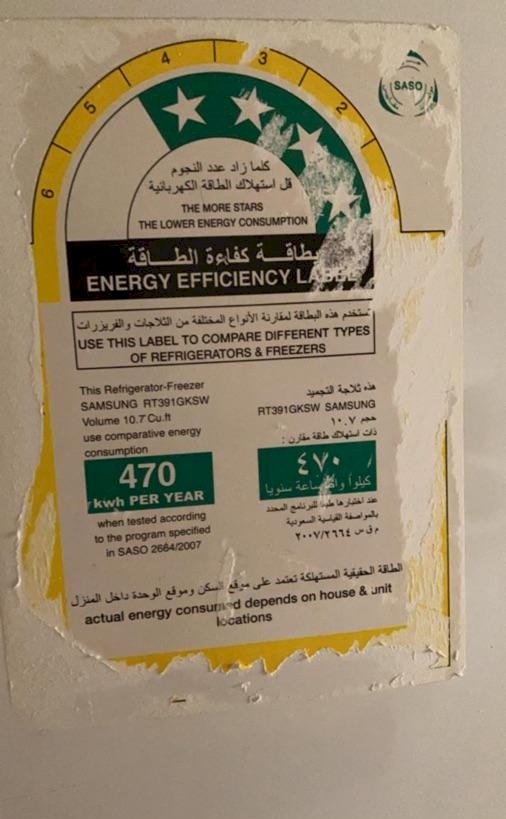 6 5 4 3 2
SASO
كلما زاد عدد النجوم
قل استهلاك الطاقة الكهربائية
THE MORE STARS
THE LOWER ENERGY CONSUMPTION
بطاقـــة كفاءة الطـــاقة
ENERGY EFFICIENCY LABEL
تستخدم هذه البطاقة لمقارنة الأنواع المختلفة من الثلاجات والفريزرات
USE THIS LABEL TO COMPARE DIFFERENT TYPES
OF REFRIGERATORS & FREEZERS
This Refrigerator-Freezer
SAMSUNG RT391GKSW
Volume 10.7 Cu.ft
use comparative energy
consumption
470
kwh PER YEAR
when tested according
to the program specified
in SASO 2664/2007
هذه ثلاجة التجميد
RT391GKSW SAMSUNG
حجم ١٠.٧
ذات استهلاك طاقة مقارن :
٤٧٠
كيلو واط ساعة سنويا
عند اختبارها طبقا للبرنامج المحدد
بالمواصفة القياسية السعودية
م ق س ٢٠٠٧/٢٦٦٤
الطاقة الحقيقية المستهلكة تعتمد على موقع السكن وموقع الوحدة داخل المنزل
actual energy consumed depends on house & unit
locations